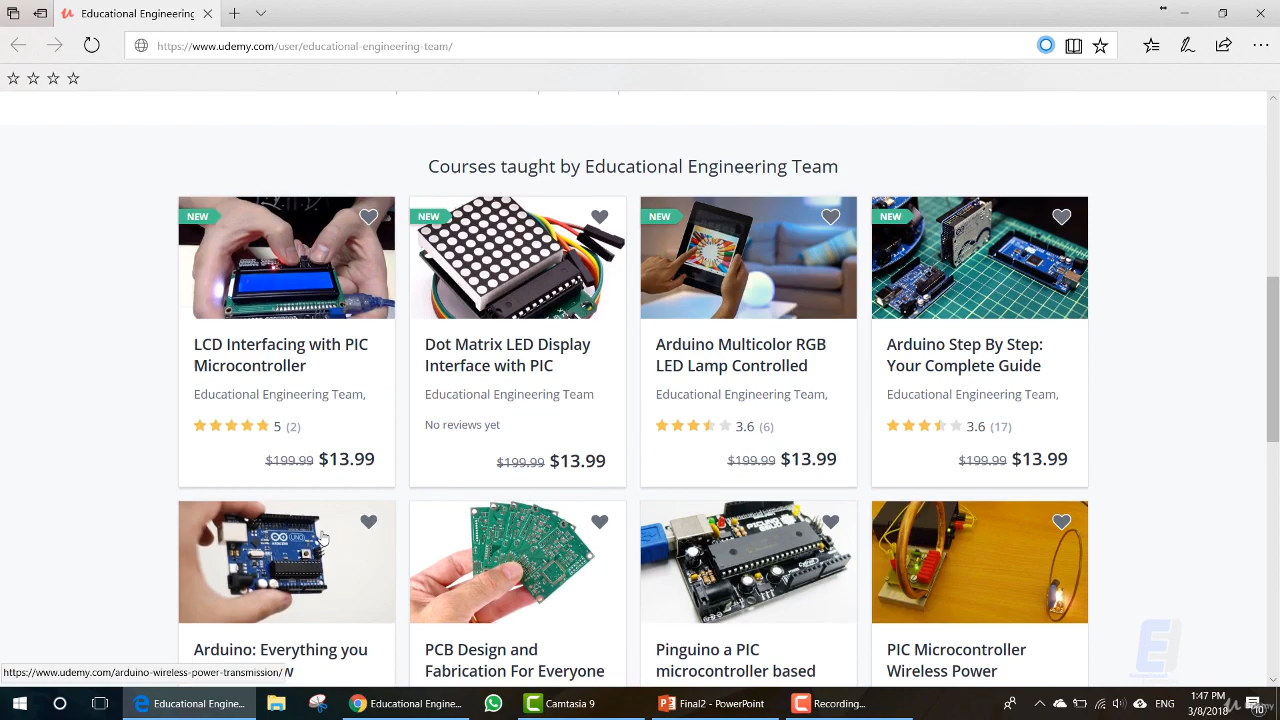 Educational Engineering
https://www.udemy.com/user/educational-engineering-team/
Courses taught by Educational Engineering Team
NEW
NEW
NEW
NEW
LCD Interfacing with PIC
Microcontroller
Educational Engineering Team,
5 (2)
$199.99 $13.99
Dot Matrix LED Display
Interface with PIC
Educational Engineering Team
No reviews yet
$199.99 $13.99
Arduino Multicolor RGB
LED Lamp Controlled
Educational Engineering Team,
3.6 (6)
$199.99 $13.99
Arduino Step By Step:
Your Complete Guide
Educational Engineering Team,
3.6 (17)
$199.99 $13.99
UNO
Arduino: Everything you
PCB Design and
Fabrication For Everyone
Pinguino a PIC
microcontroller based
PIC Microcontroller
Wireless Power
https://www.udemy.com/arduino-wireless-power-transmission/
Educational Enginee...
Educational Engine...
Camtasia 9
Final2 - PowerPoint
Recording...
ENG
1:47 PM
3/8/2018